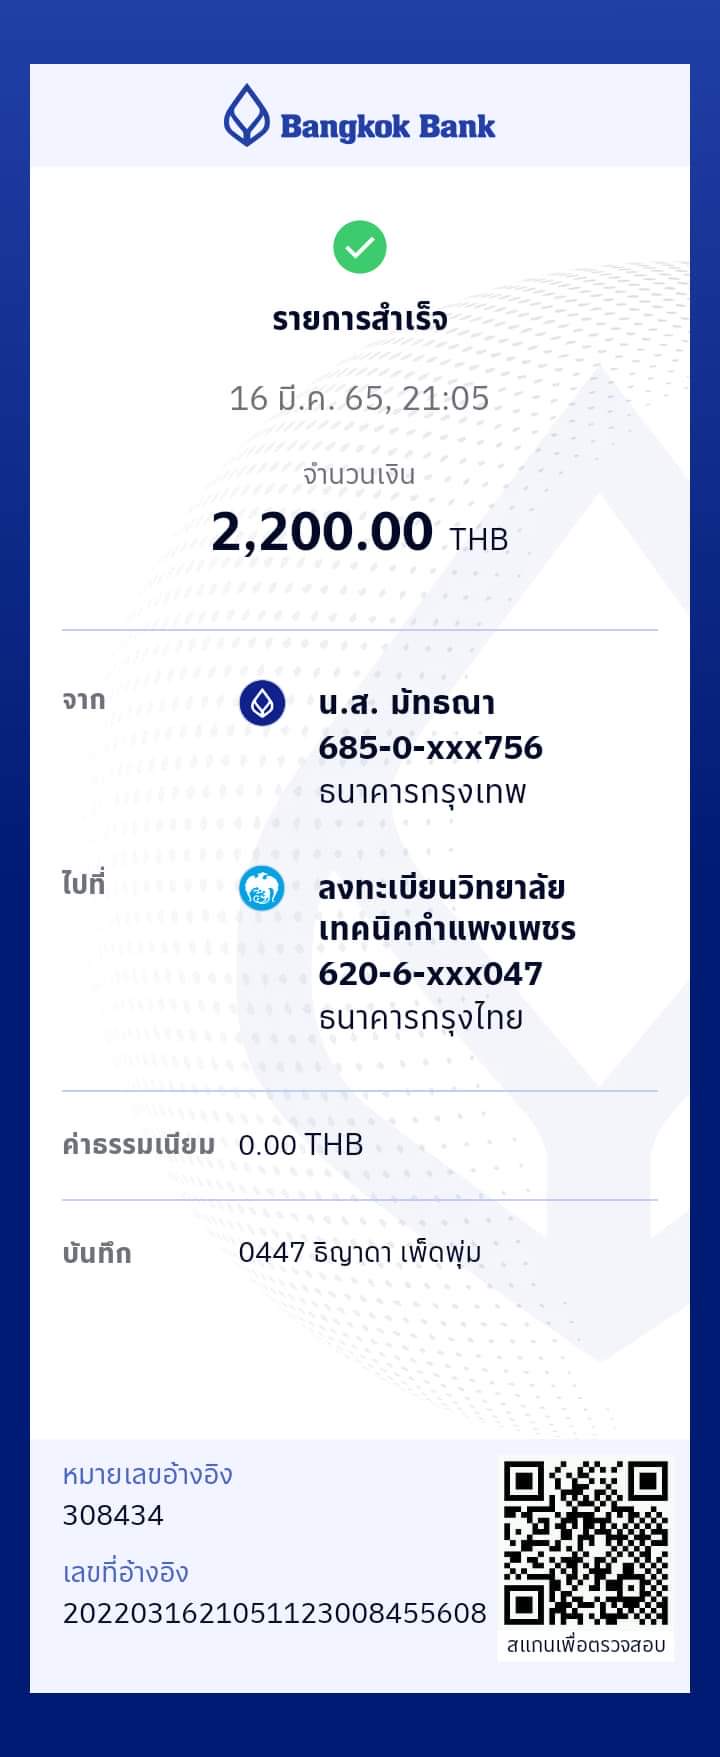 Bangkok Bank
รายการสำเร็จ
16 มี.ค. 65, 21:05
จำนวนเงิน
2,200.00 THB
จาก
น.ส. มัทธณา
685-0-xxx756
ธนาคารกรุงเทพ
ไปที่
ลงทะเบียนวิทยาลัย
เทคนิคกำแพงเพชร
620-6-xxx047
ธนาคารกรุงไทย
ค่าธรรมเนียม 0.00 THB
บันทึก 0447 ธิญาดา เพ็ดพุ่ม
หมายเลขอ้างอิง
308434
เลขที่อ้างอิง
2022031621051123008455608
สแกนเพื่อตรวจสอบ